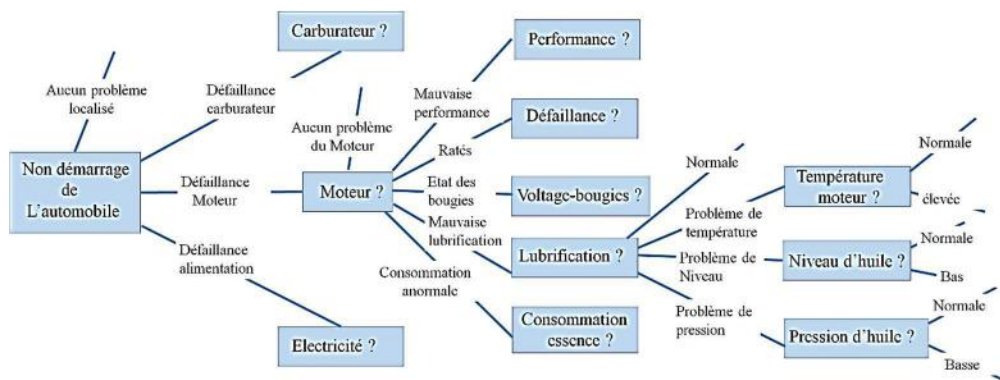 Carburateur ?
Performance ?
Aucun problème
localisé
Défaillance
carburateur
Mauvaise
performance
Défaillance ?
Aucun problème
du Moteur
Ratés
Normale
Normale
Non démarrage
de
L'automobile
Défaillance
Moteur
Moteur ?
Etat des
bougies
Voltage-bougies ?
Température
moteur ?
élevée
Mauvaise
lubrification
Problème de
température
Défaillance
alimentation
Lubrification ?
Problème de
Niveau
Niveau d'huile ?
Normale
Bas
Consommation
anormale
Problème de
pression
Consommation
essence ?
Electricité ?
Pression d'huile ?
Normale
Basse